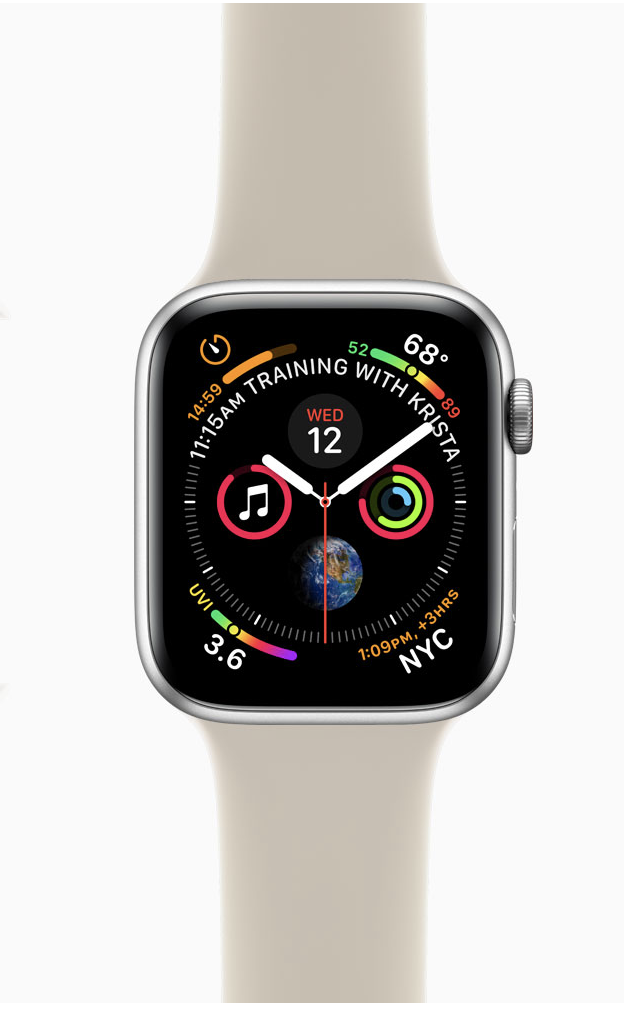 14:59
52
68°
89
11:15AM TRAINING WITH KRISTA
WED
12
UVI
3.6
1:09PM, +3HRS
NYC